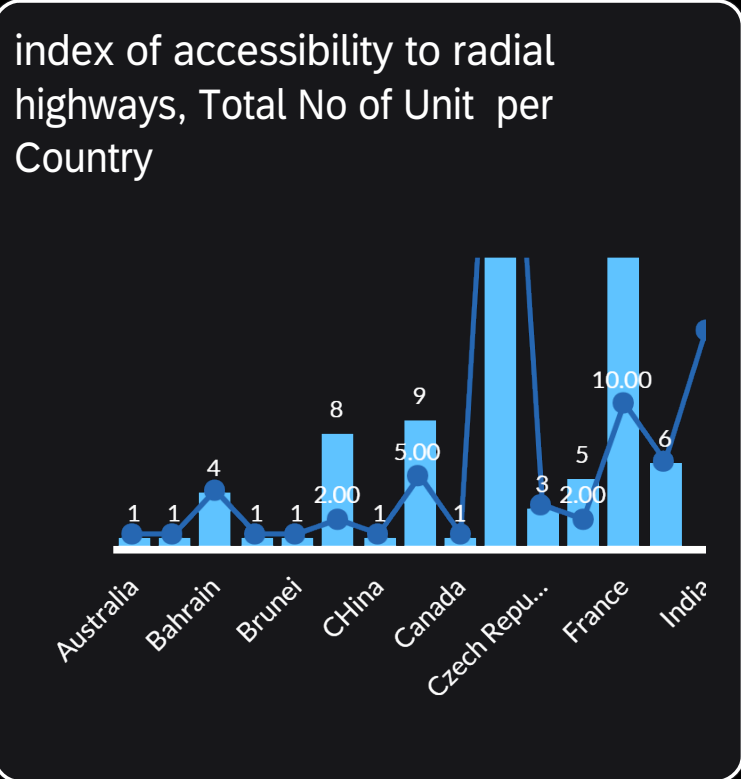 index of accessibility to radial
highways, Total No of Unit  per
Country
10.00
9
8
6
5.00
5
4
3
2.00
2.00
1
1
1
1
1
1
Australia
Bahrain
Brunei
CHina
Canada
Czech Repu...
France
India